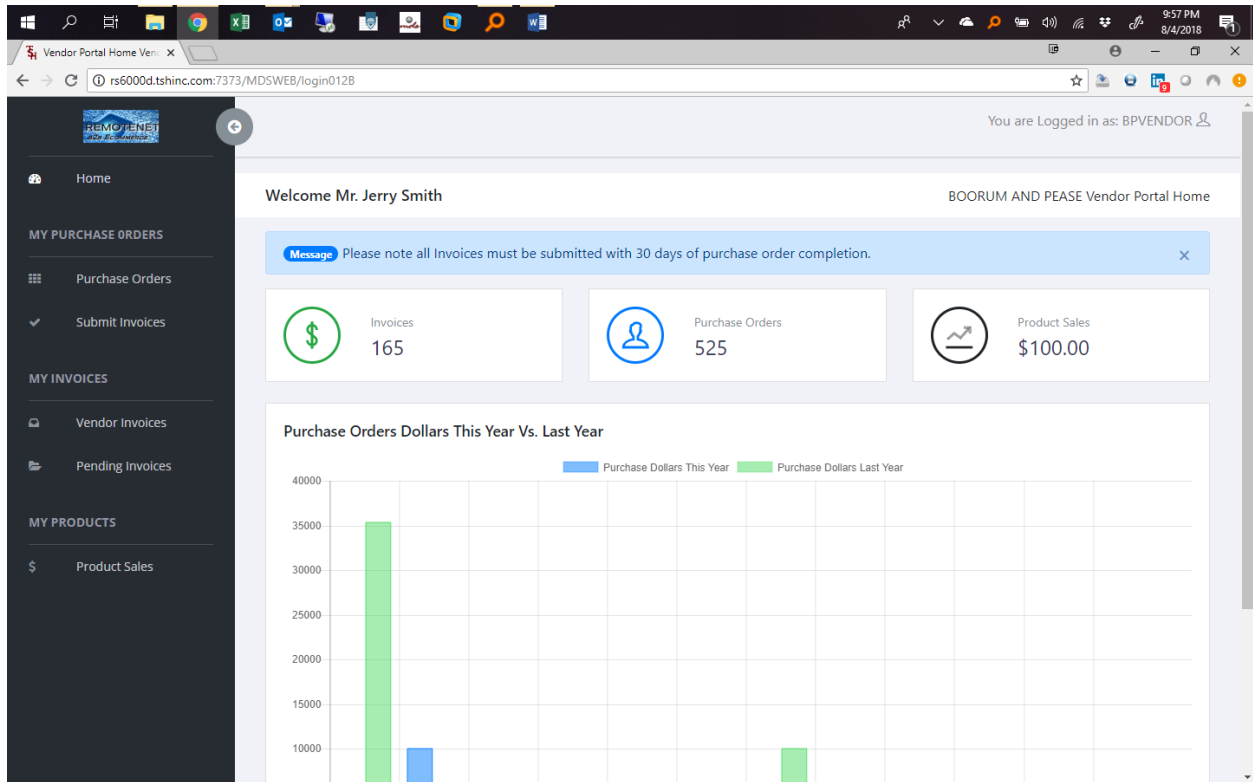 9:57 PM
8/4/2018
Vendor Portal Home Ven
rs6000d.tshinc.com:7373/MDSWEB/login012B
9
REMOTENET
B2B ECOMMERCE
You are Logged in as: BPVENDOR
Home
Welcome Mr. Jerry Smith
BOORUM AND PEASE Vendor Portal Home
MY PURCHASE 0RDERS
Purchase Orders
Submit Invoices
MY INVOICES
Vendor Invoices
Pending Invoices
MY PRODUCTS
Product Sales
Message Please note all Invoices must be submitted with 30 days of purchase order completion.
Invoices
165
Purchase Orders
525
Product Sales
$100.00
Purchase Orders Dollars This Year Vs. Last Year
Purchase Dollars This Year Purchase Dollars Last Year
40000
35000
30000
25000
20000
15000
10000